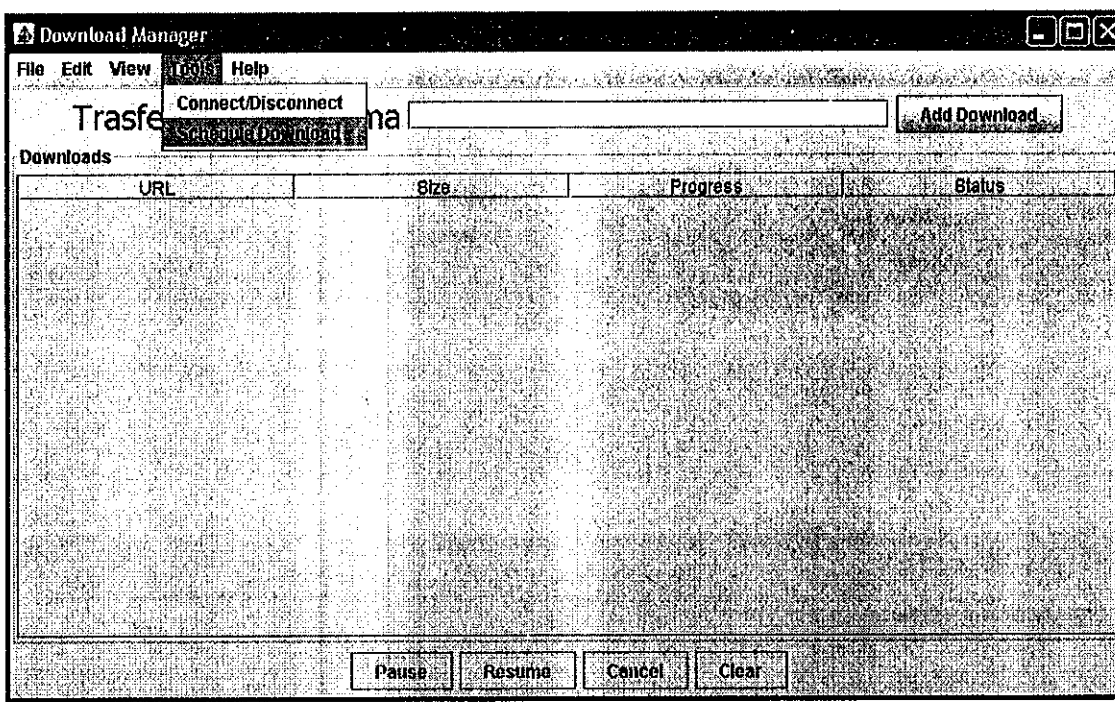 Download Manager
File Edit View Tools Help
Connect/Disconnect
Trasfe ma Add Download
Schedule Download
Downloads
URL Size Progress Status
Pause Resume Cancel Clear